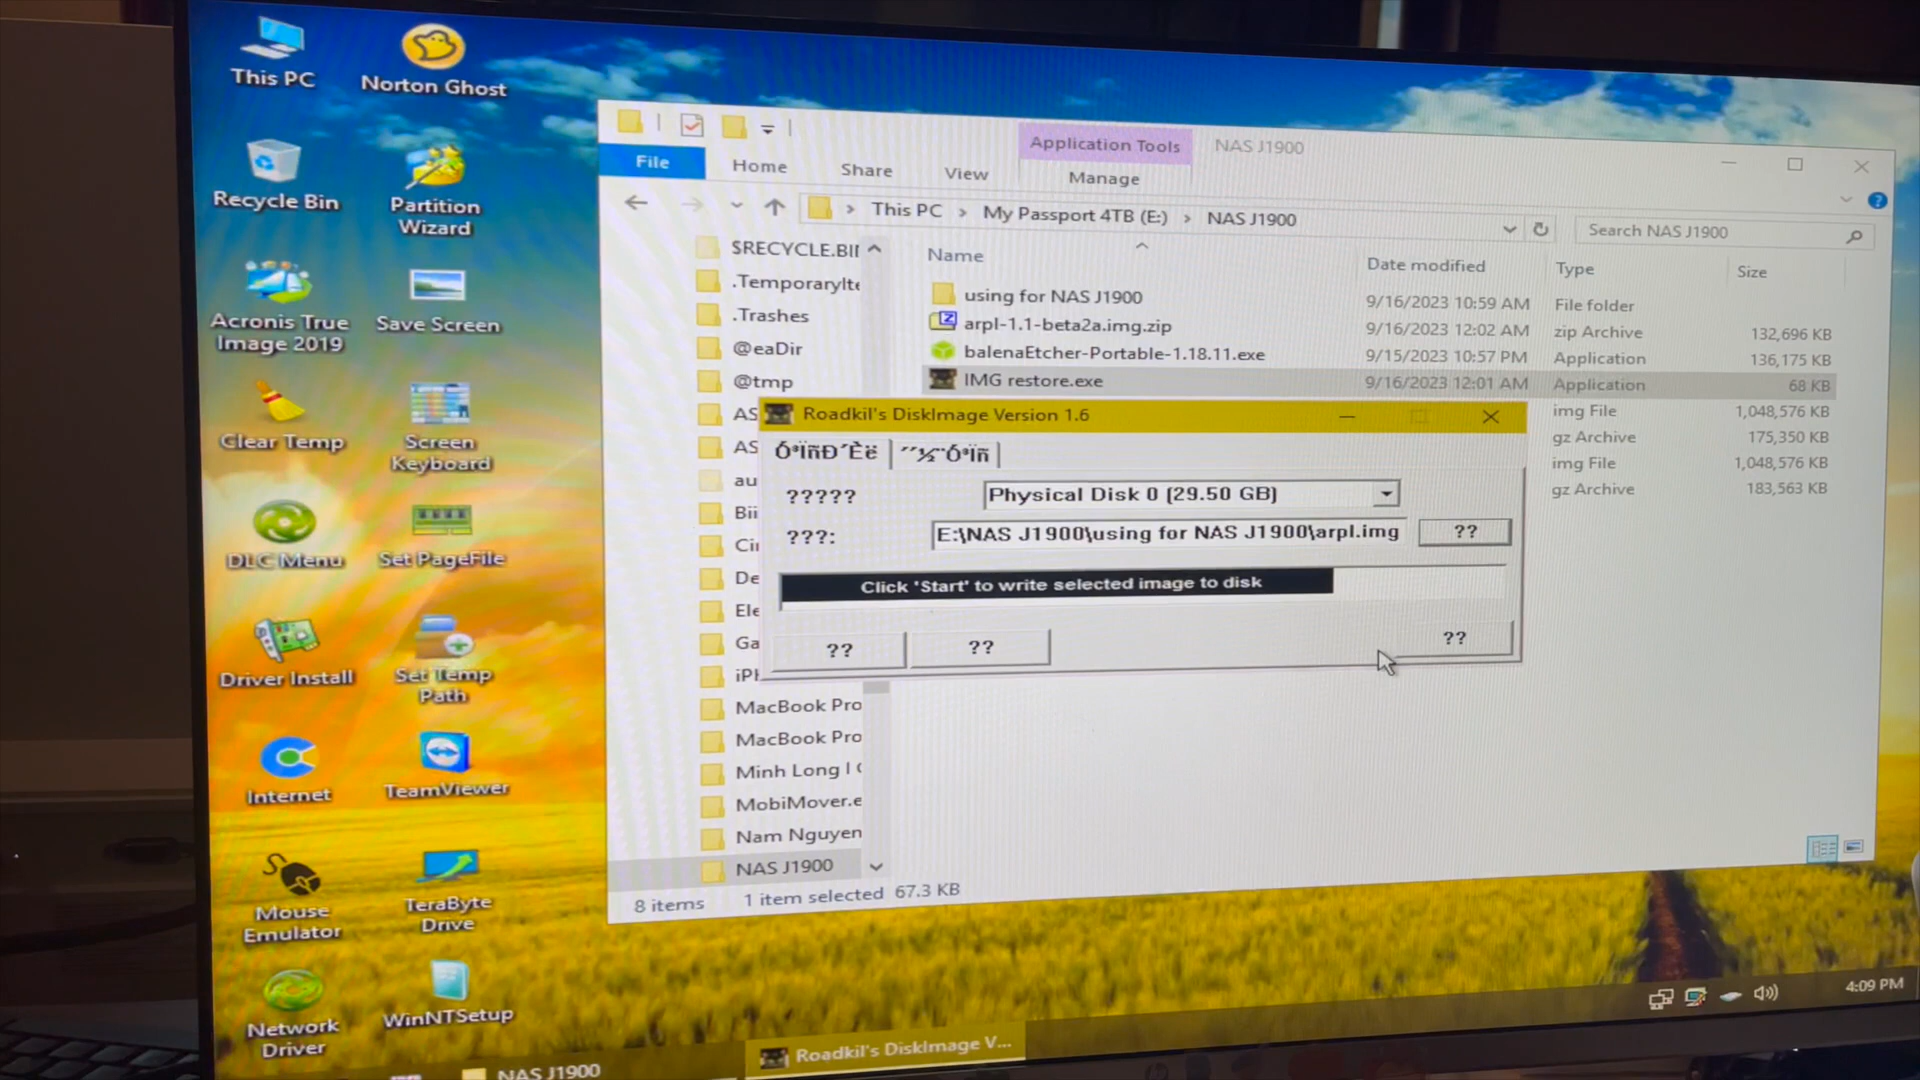 This PC
Norton Ghost
Recycle Bin
Partition
Wizard
Acronis True
Image 2019
Save Screen
Clear Temp
Screen
Keyboard
DLC Menu
Set PageFile
Driver Install
Set Temp
Path
Internet
TeamViewer
Mouse
Emulator
TeraByte
Drive
Network
Driver
WinNTSetup
Application Tools
NAS J1900
File
Home
Share
View
Manage
This PC > My Passport 4TB (E:) > NAS J1900
Search NAS J1900
$RECYCLE.BII
.TemporaryIte
.Trashes
@eaDir
@tmp
AS
AS
au
Bii
Cii
De
Ele
Ga
iPh
MacBook Pro
MacBook Pro
Minh Long l
MobiMover.e
Nam Nguyen
NAS J1900
Name
Date modified
Type
Size
using for NAS J1900 9/16/2023 10:59 AM File folder
arpl-1.1-beta2a.img.zip 9/16/2023 12:02 AM zip Archive 132,696 KB
balenaEtcher-Portable-1.18.11.exe 9/15/2023 10:57 PM Application 136,175 KB
IMG restore.exe 9/16/2023 12:01 AM Application 68 KB
img File 1,048,576 KB
gz Archive 175,350 KB
img File 1,048,576 KB
gz Archive 183,563 KB
Roadkil's DiskImage Version 1.6
Ó³ÏñÐ´Èë
´´½¨Ó³Ïñ
?????
Physical Disk 0 (29.50 GB)
???:
E:\NAS J1900\using for NAS J1900\arpl.img
??
Click 'Start' to write selected image to disk
??
??
??
8 items
1 item selected 67.3 KB
4:09 PM
NAS J1900
Roadkil's DiskImage V...